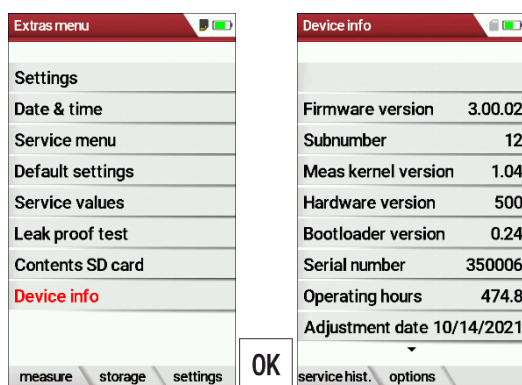 Extras menu
Settings
Date & time
Service menu
Default settings
Service values
Leak proof test
Contents SD card
Device info
measure storage settings
OK
Device info
Firmware version 3.00.02
Subnumber 12
Meas kernel version 1.04
Hardware version 500
Bootloader version 0.24
Serial number 350006
Operating hours 474.8
Adjustment date 10/14/2021
service hist. options